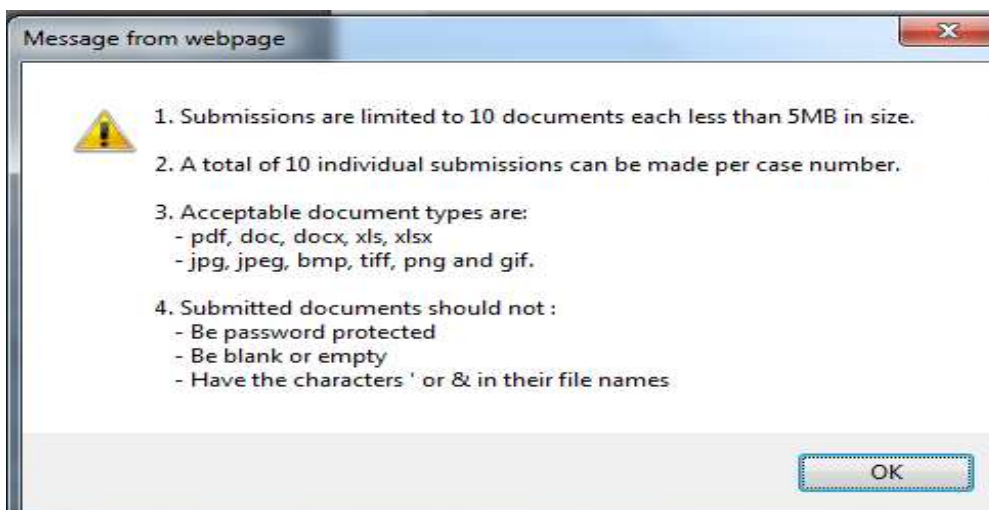 Message from webpage
1. Submissions are limited to 10 documents each less than 5MB in size.
2. A total of 10 individual submissions can be made per case number.
3. Acceptable document types are:
- pdf, doc, docx, xls, xlsx
- jpg, jpeg, bmp, tiff, png and gif.
4. Submitted documents should not :
- Be password protected
- Be blank or empty
- Have the characters ' or & in their file names
OK